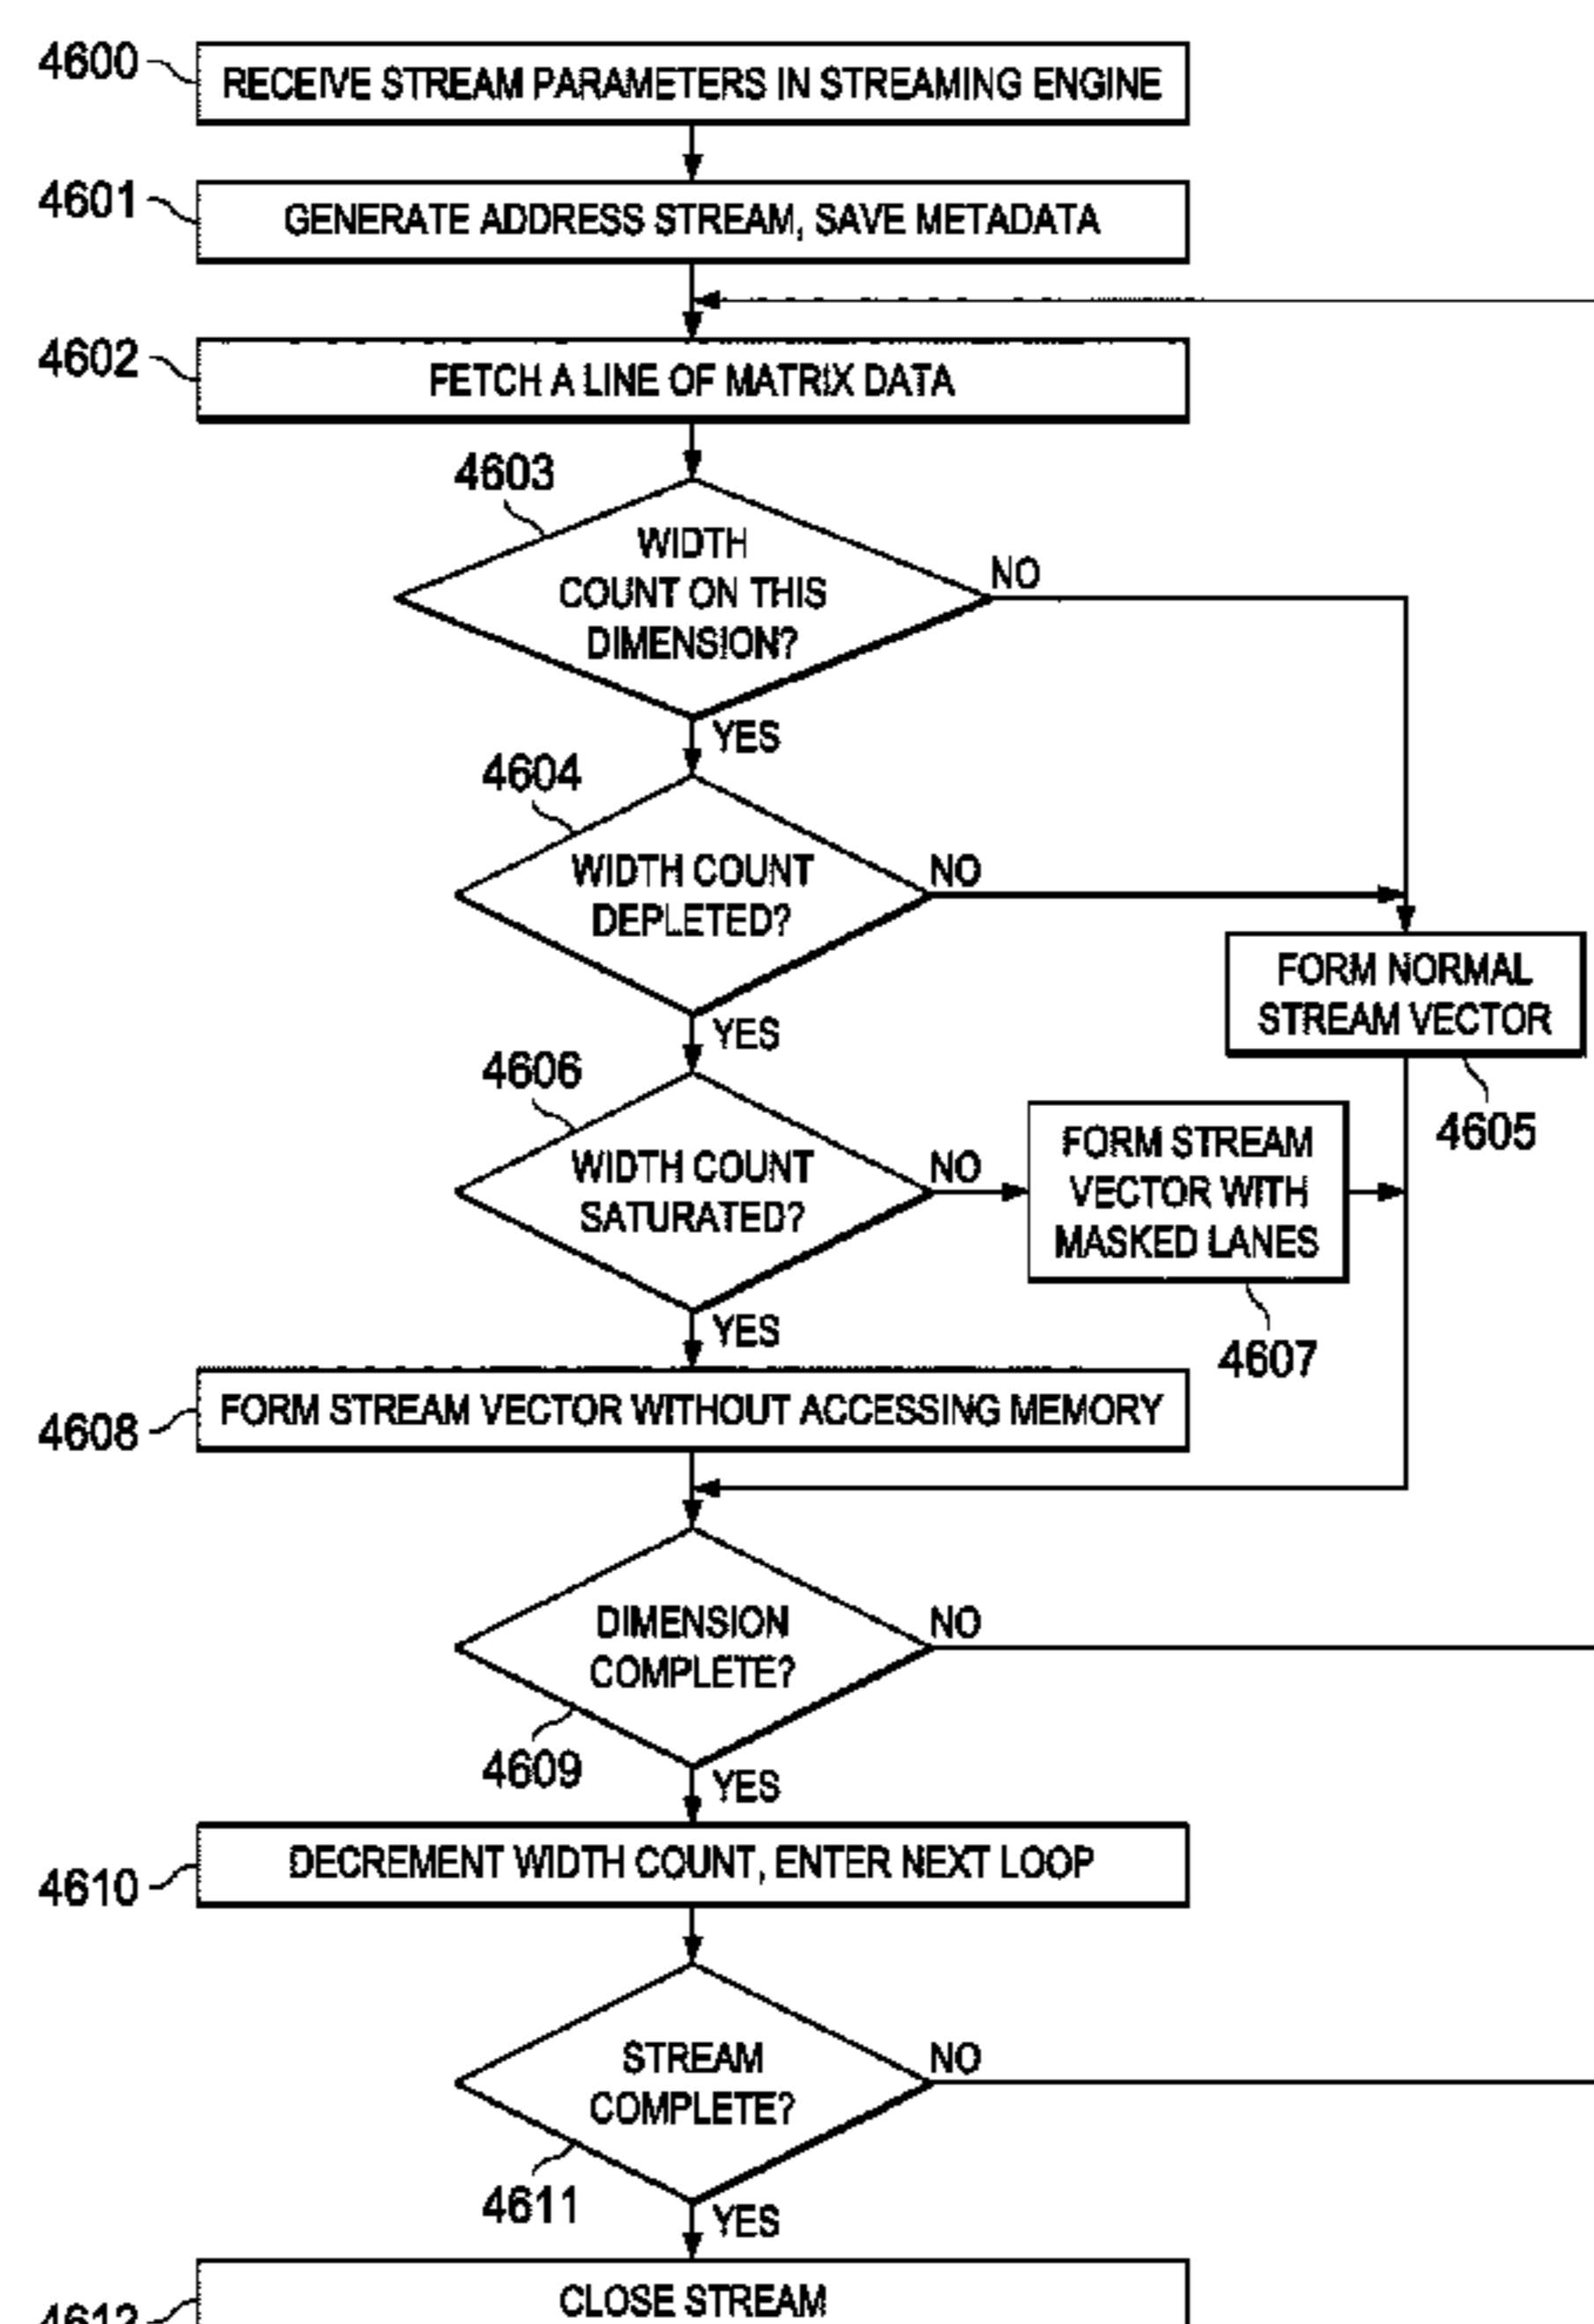 4600
RECEIVE STREAM PARAMETERS IN STREAMING ENGINE
4601
GENERATE ADDRESS STREAM, SAVE METADATA
4602
FETCH A LINE OF MATRIX DATA
4603
WIDTH
COUNT ON THIS
DIMENSION?
NO
YES
4604
WIDTH COUNT
DEPLETED?
NO
YES
FORM NORMAL
STREAM VECTOR
4605
4606
WIDTH COUNT
SATURATED?
NO
YES
FORM STREAM
VECTOR WITH
MASKED LANES
4607
4608
FORM STREAM VECTOR WITHOUT ACCESSING MEMORY
DIMENSION
COMPLETE?
NO
4609
YES
4610
DECREMENT WIDTH COUNT, ENTER NEXT LOOP
STREAM
COMPLETE?
NO
4611
YES
4612
CLOSE STREAM